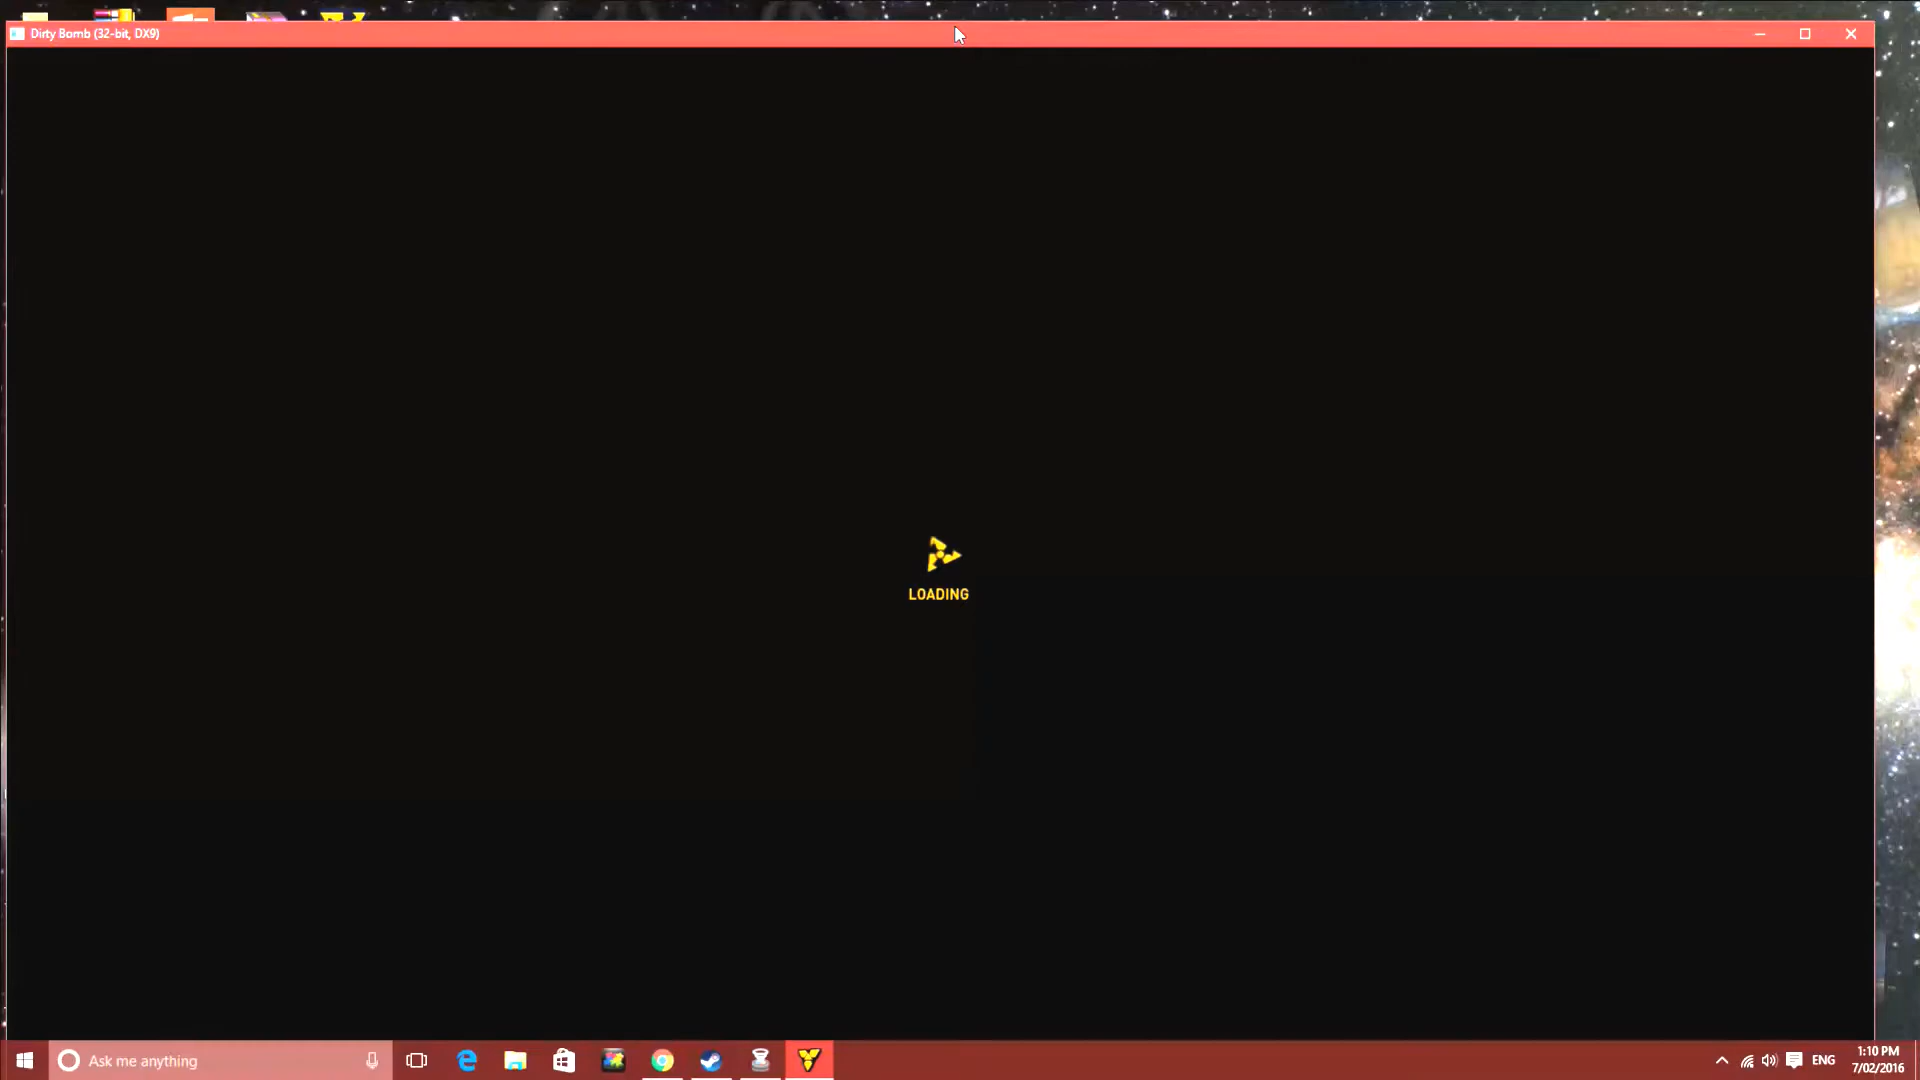 Dirty Bomb (32-bit, DX9)
LOADING
Ask me anything
ENG
1:10 PM
7/02/2016